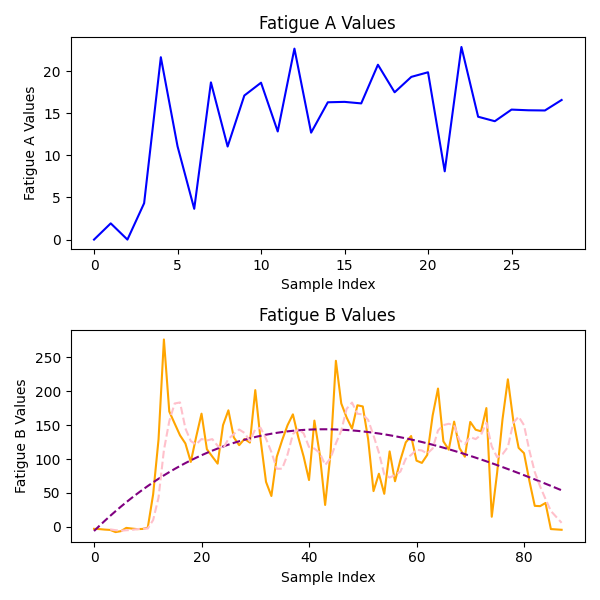 Fatigue A Values
Fatigue A Values
20
15
10
5
0
0 5 10 15 20 25
Sample Index
Fatigue B Values
Fatigue B Values
250
200
150
100
50
0
0 20 40 60 80
Sample Index